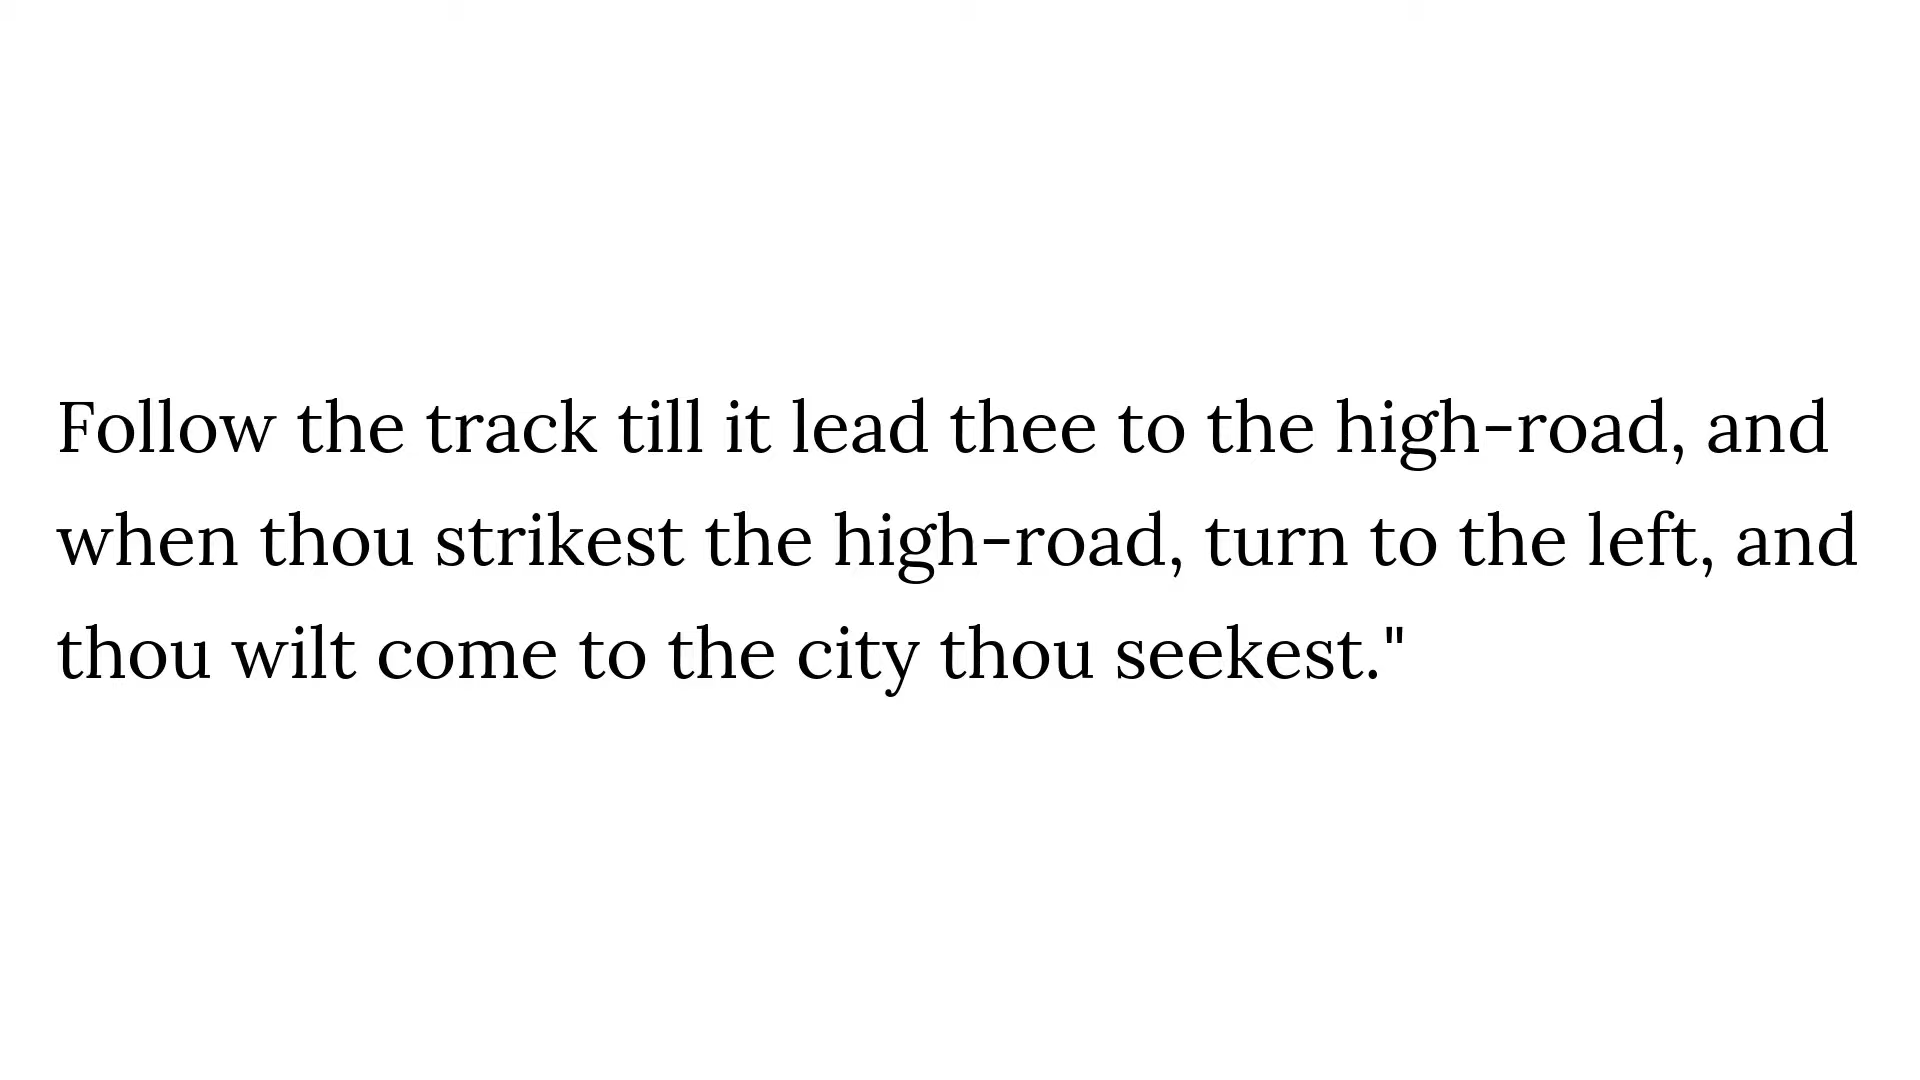 Follow the track till it lead thee to the high-road, and
when thou strikest the high-road, turn to the left, and
thou wilt come to the city thou seekest."